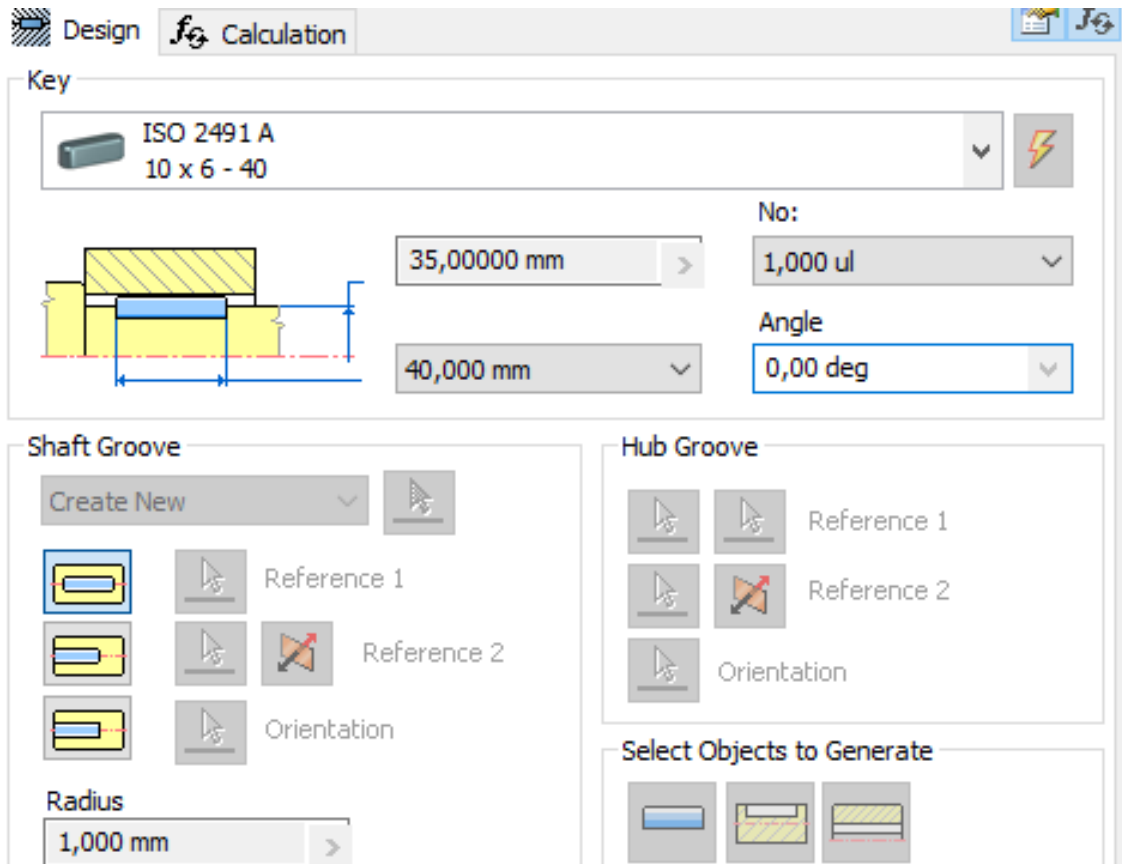 Design
Calculation
Key
ISO 2491 A
10 x 6 - 40
No:
35,00000 mm
1,000 ul
Angle
40,000 mm
0,00 deg
Shaft Groove
Create New
Reference 1
Reference 2
Orientation
Radius
1,000 mm
Hub Groove
Reference 1
Reference 2
Orientation
Select Objects to Generate